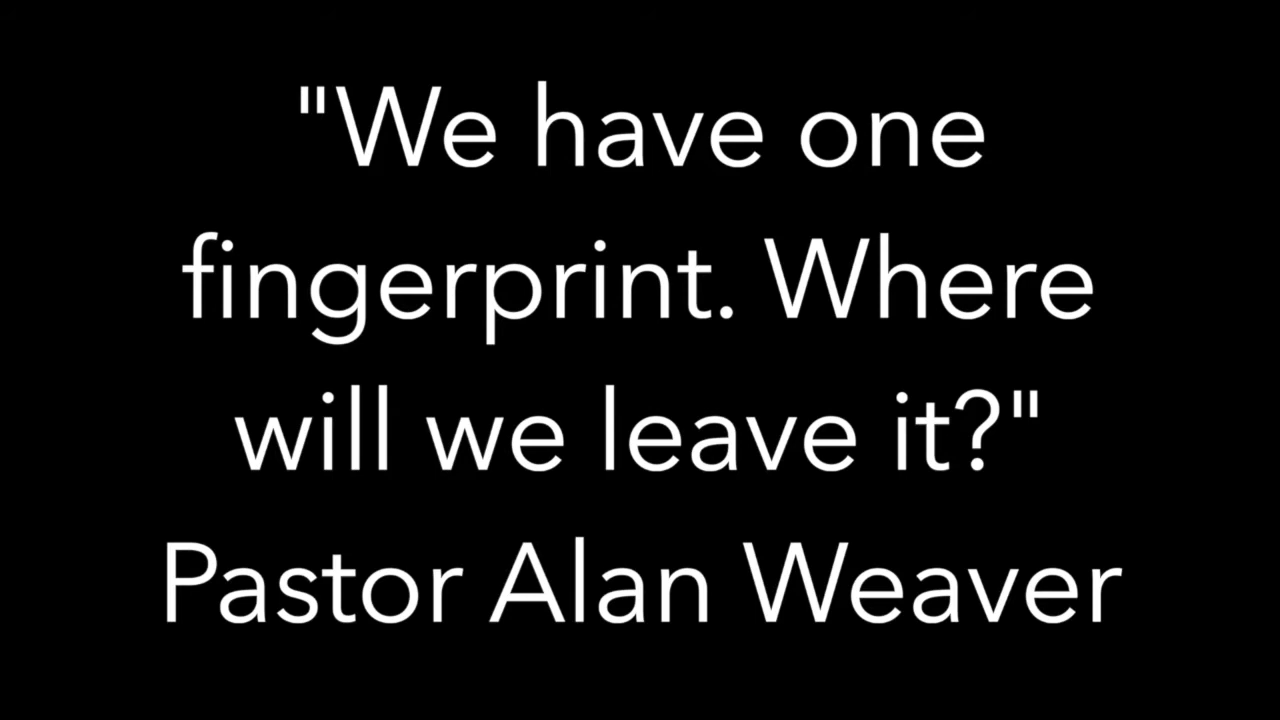 "We have one
fingerprint. Where
will we leave it?"
Pastor Alan Weaver